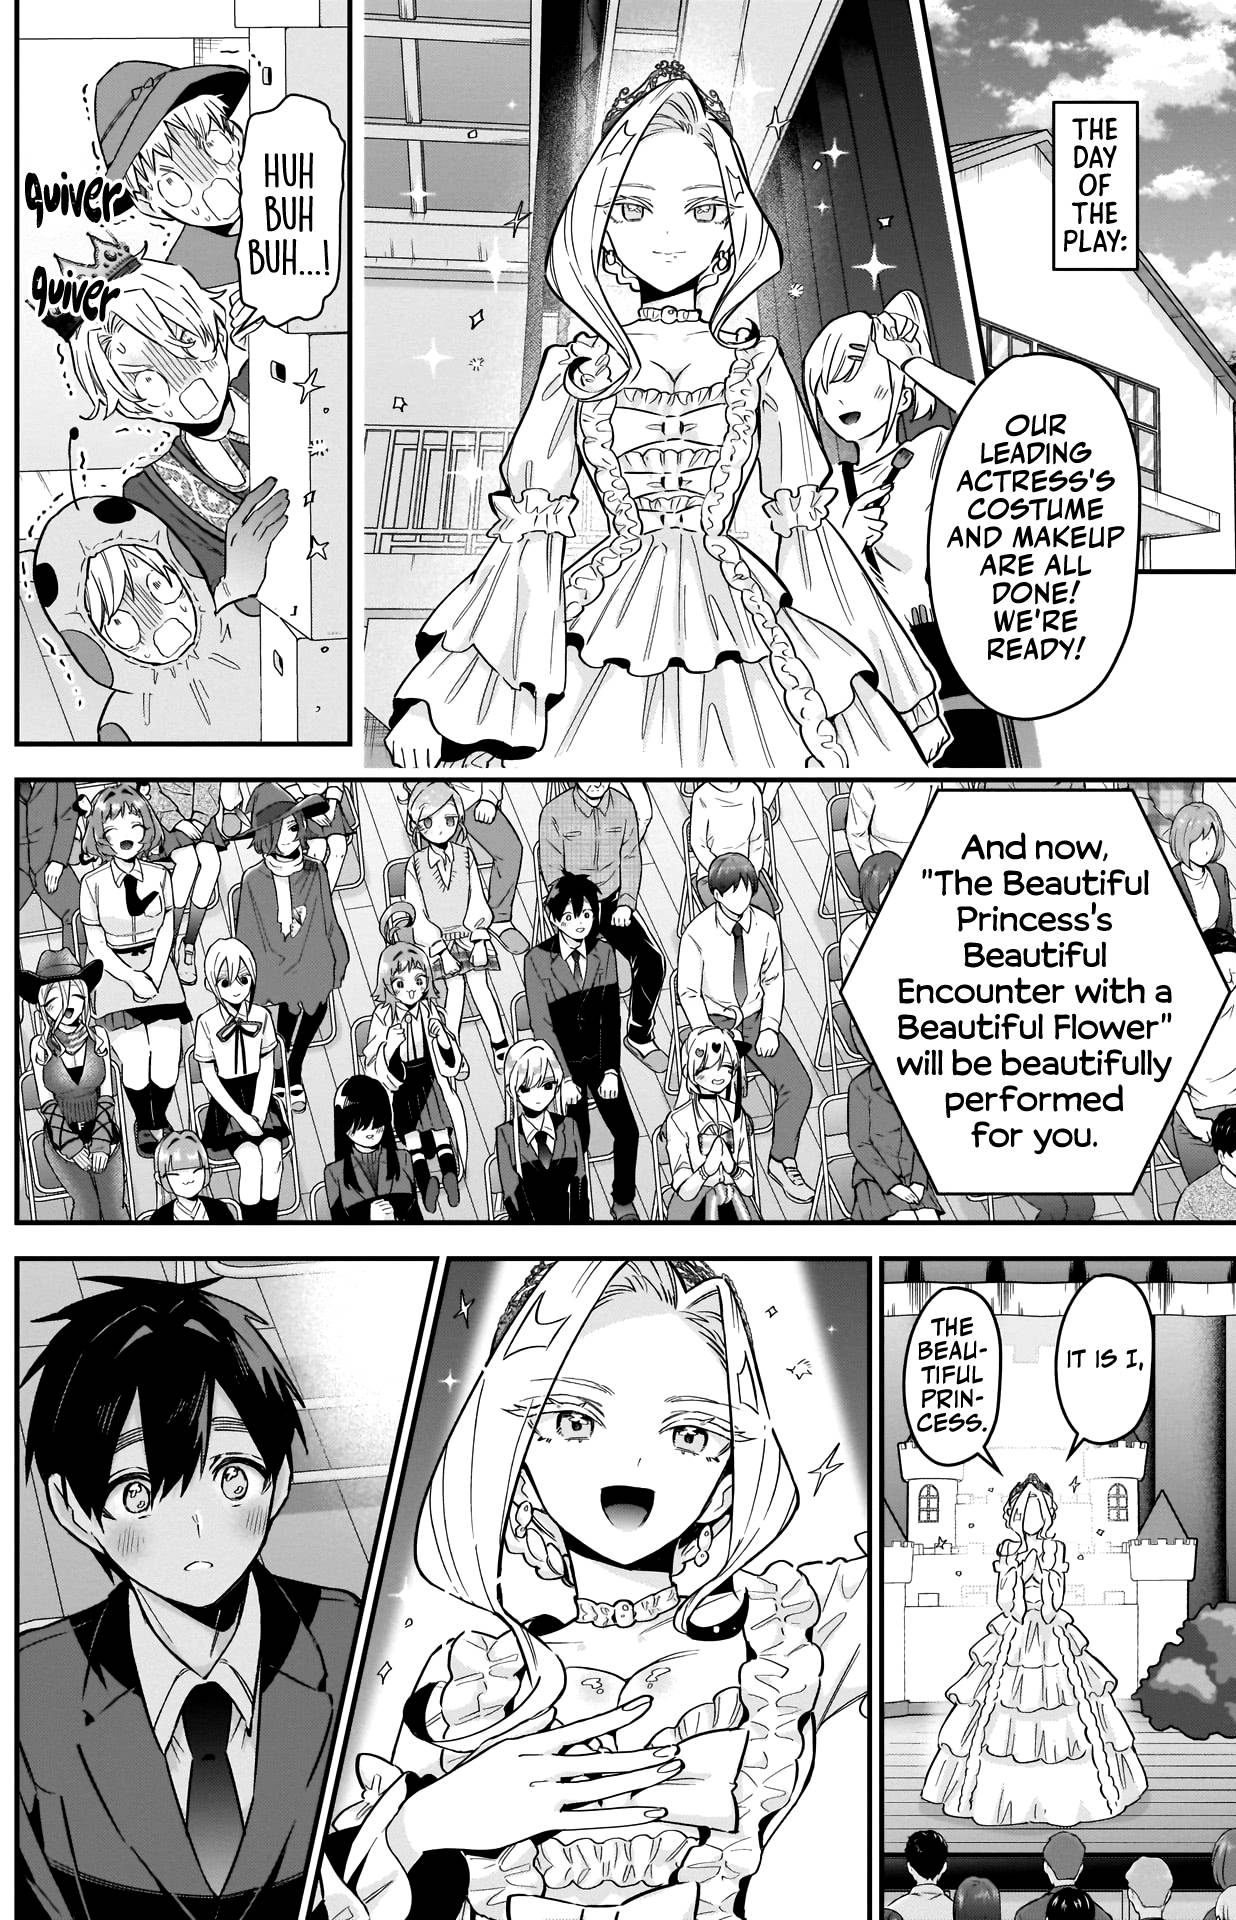 THE
DAY
OF
THE
PLAY:
OUR
LEADING
ACTRESS'S
COSTUME
AND MAKEUP
ARE ALL
DONE!
WE'RE
READY!
HUH
BUH
BUH...!
quiver
quiver
And now,
"The Beautiful
Princess's
Beautiful
Encounter with a
Beautiful Flower"
will be beautifully
performed
for you.
IT IS I,
THE
BEAU-
TIFUL
PRIN-
CESS.